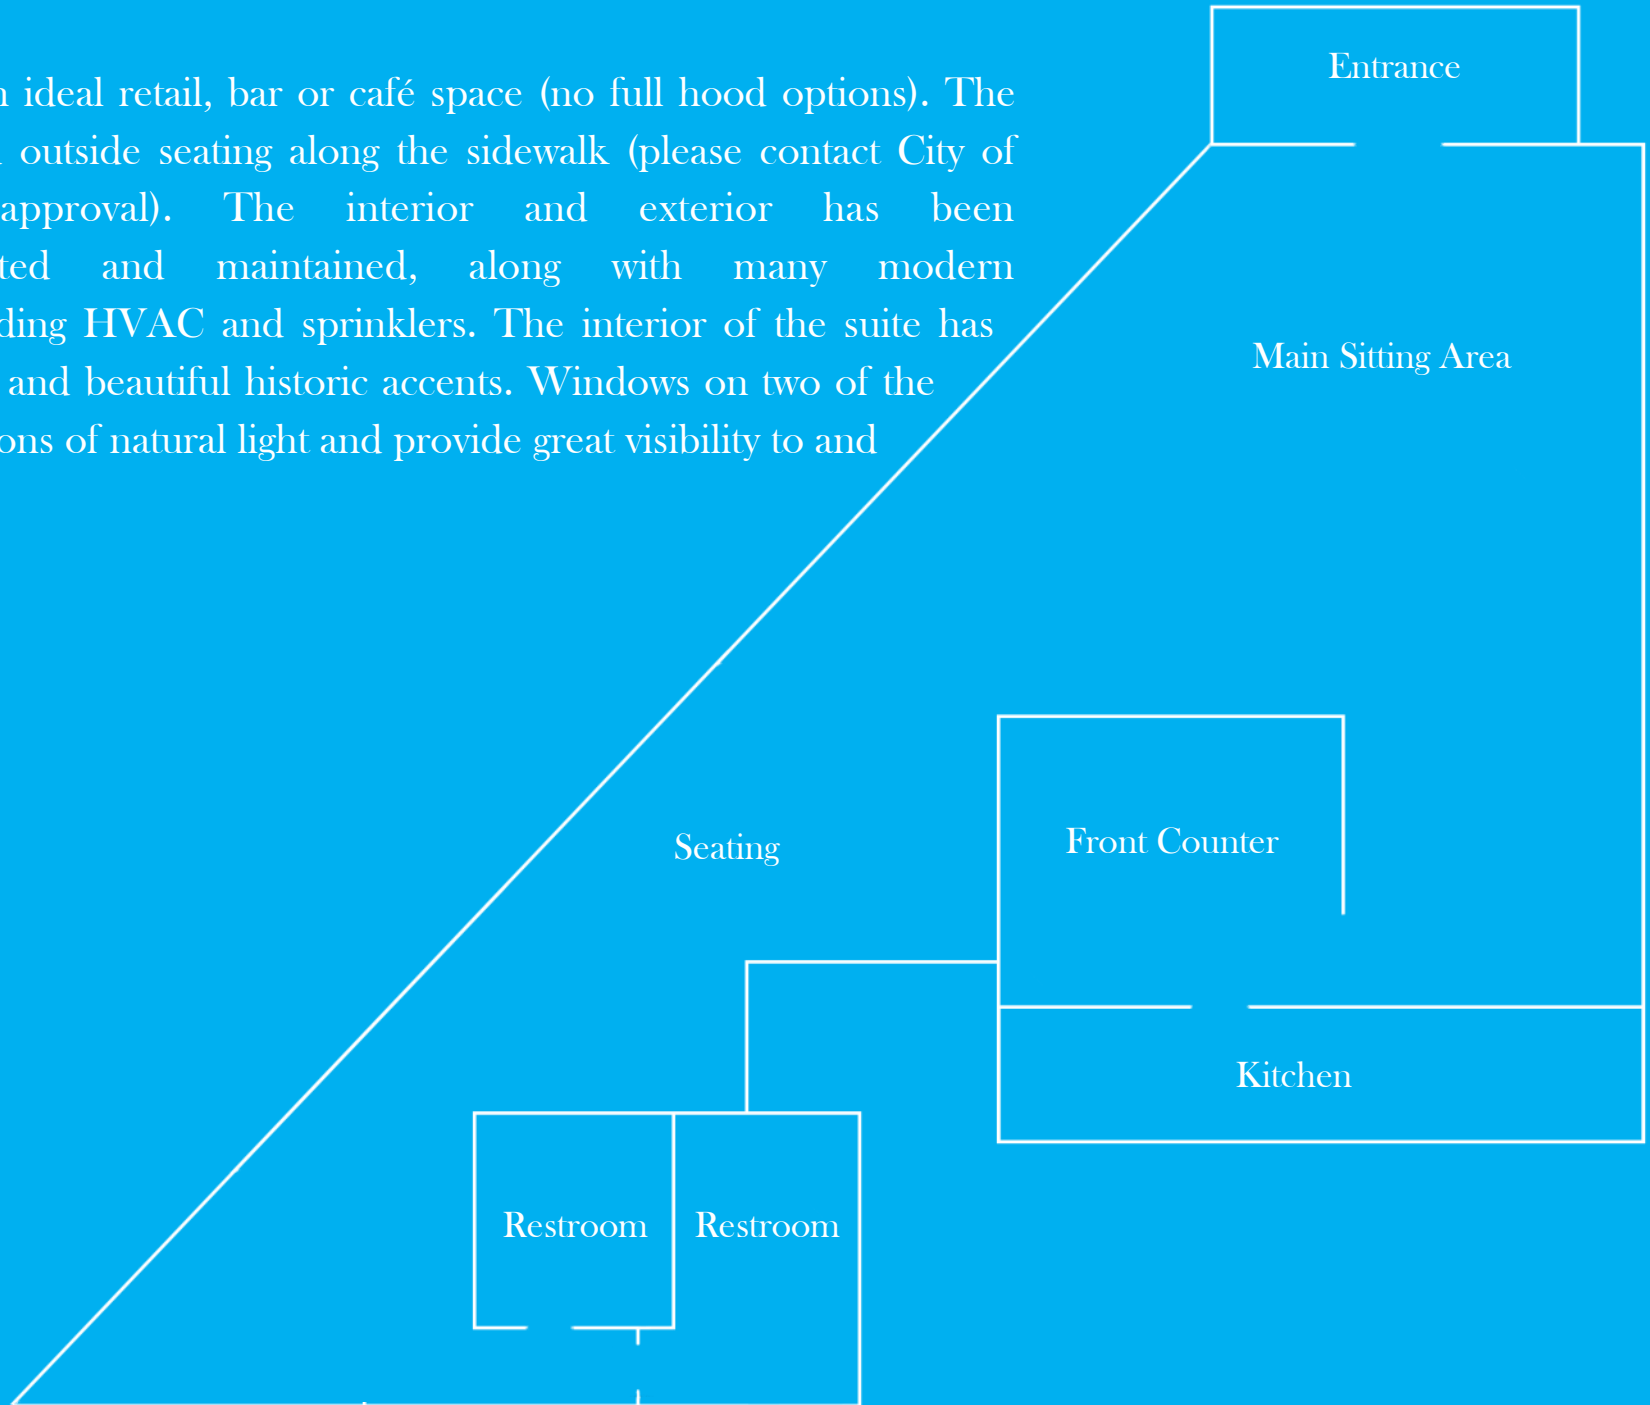 ideal retail, bar or café space (no full hood options). The
outside seating along the sidewalk (please contact City of
approval). The interior and exterior has been
and maintained, along with many modern
HVAC and sprinklers. The interior of the suite has
and beautiful historic accents. Windows on two of the
of natural light and provide great visibility to and
Entrance
Main Sitting Area
Seating
Front Counter
Kitchen
Restroom Restroom